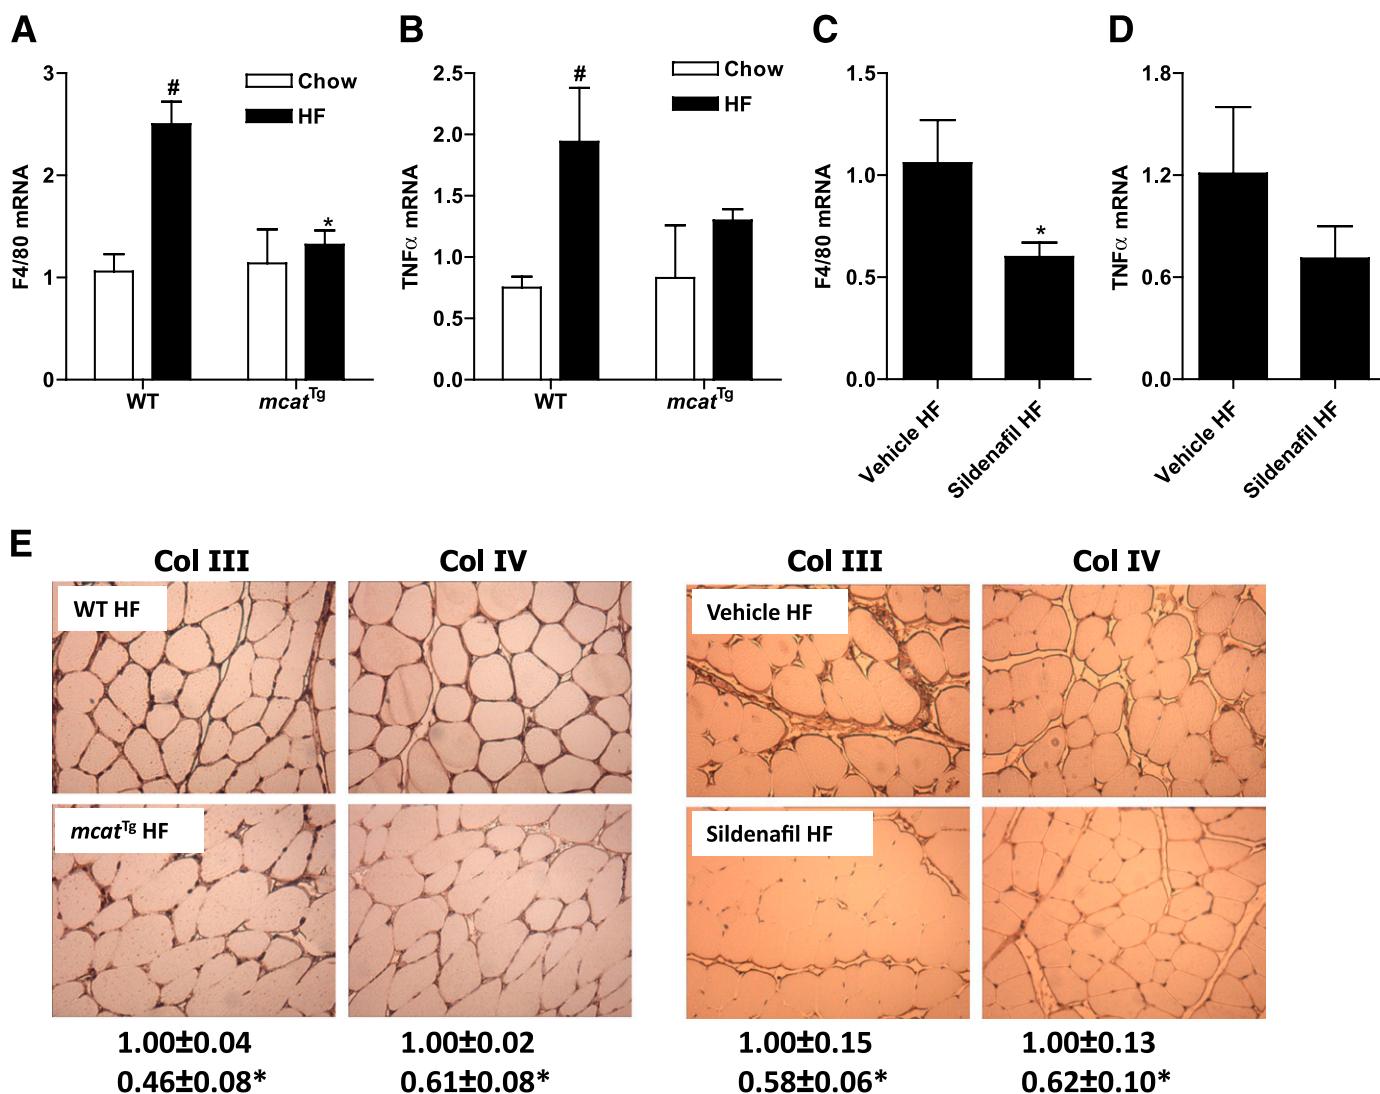 A
3
2
1
0
F4/80 mRNA
#
*
Chow
HF
WT
mcatTg
B
2.5
2.0
1.5
1.0
0.5
0.0
TNFα mRNA
#
Chow
HF
WT
mcatTg
C
1.5
1.0
0.5
0.0
F4/80 mRNA
*
Vehicle HF
Sildenafil HF
D
1.8
1.2
0.6
0.0
TNFα mRNA
Vehicle HF
Sildenafil HF
E
Col III
Col IV
Col III
Col IV
WT HF
Vehicle HF
mcatTg HF
Sildenafil HF
1.00±0.04
1.00±0.02
1.00±0.15
1.00±0.13
0.46±0.08*
0.61±0.08*
0.58±0.06*
0.62±0.10*